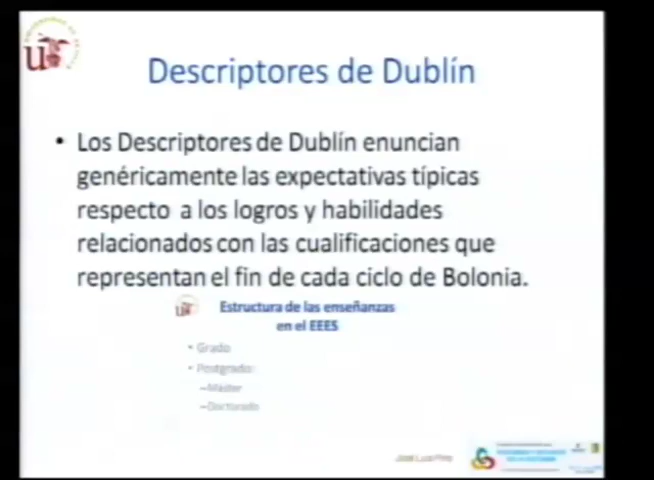 Descriptores de Dublín
• Los Descriptores de Dublín enuncian
genéricamente las expectativas típicas
respecto a los logros y habilidades
relacionados con las cualificaciones que
representan el fin de cada ciclo de Bolonia.
Estructura de las enseñanzas
en el EEES
• Grado
• Postgrado:
–Máster
–Doctorado